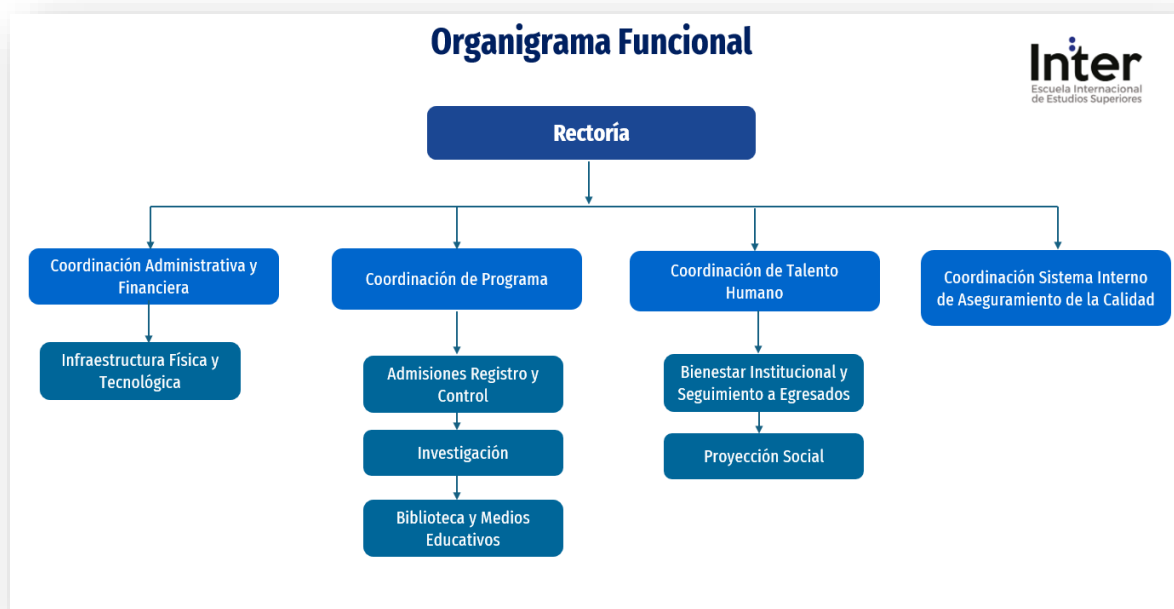 Organigrama Funcional
Inter
Escuela Internacional
de Estudios Superiores
Rectoría
Coordinación Administrativa y
Financiera
Coordinación de Programa
Coordinación de Talento
Humano
Coordinación Sistema Interno
de Aseguramiento de la Calidad
Infraestructura Física y
Tecnológica
Admisiones Registro y
Control
Bienestar Institucional y
Seguimiento a Egresados
Investigación
Proyección Social
Biblioteca y Medios
Educativos